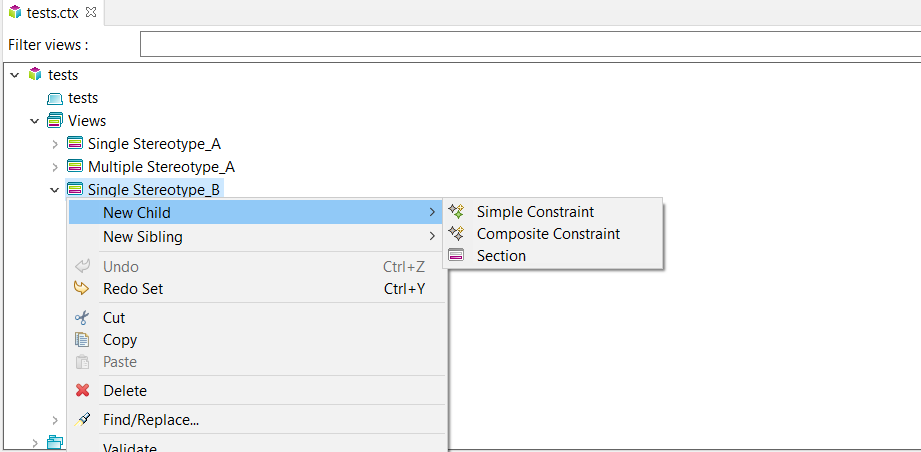 tests.ctx
Filter views :
tests
tests
Views
Single Stereotype_A
Multiple Stereotype_A
Single Stereotype_B
New Child
Simple Constraint
New Sibling
Composite Constraint
Section
Undo Ctrl+Z
Redo Set Ctrl+Y
Cut
Copy
Paste
Delete
Find/Replace...
Validate